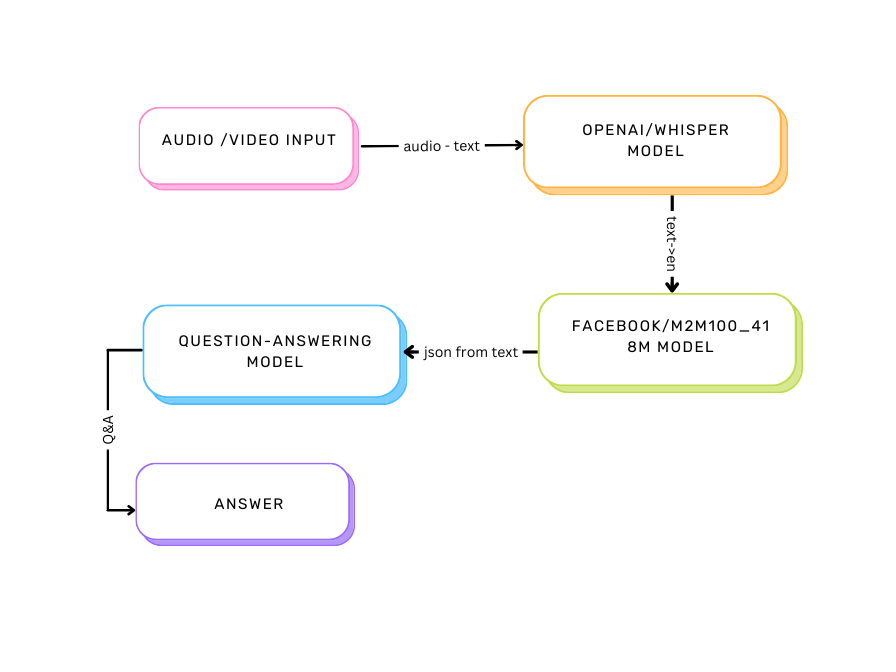 AUDIO /VIDEO INPUT
audio - text
OPENAI/WHISPER
MODEL
text->en
FACEBOOK/M2M100_41
8M MODEL
json from text
QUESTION-ANSWERING
MODEL
Q&A
ANSWER